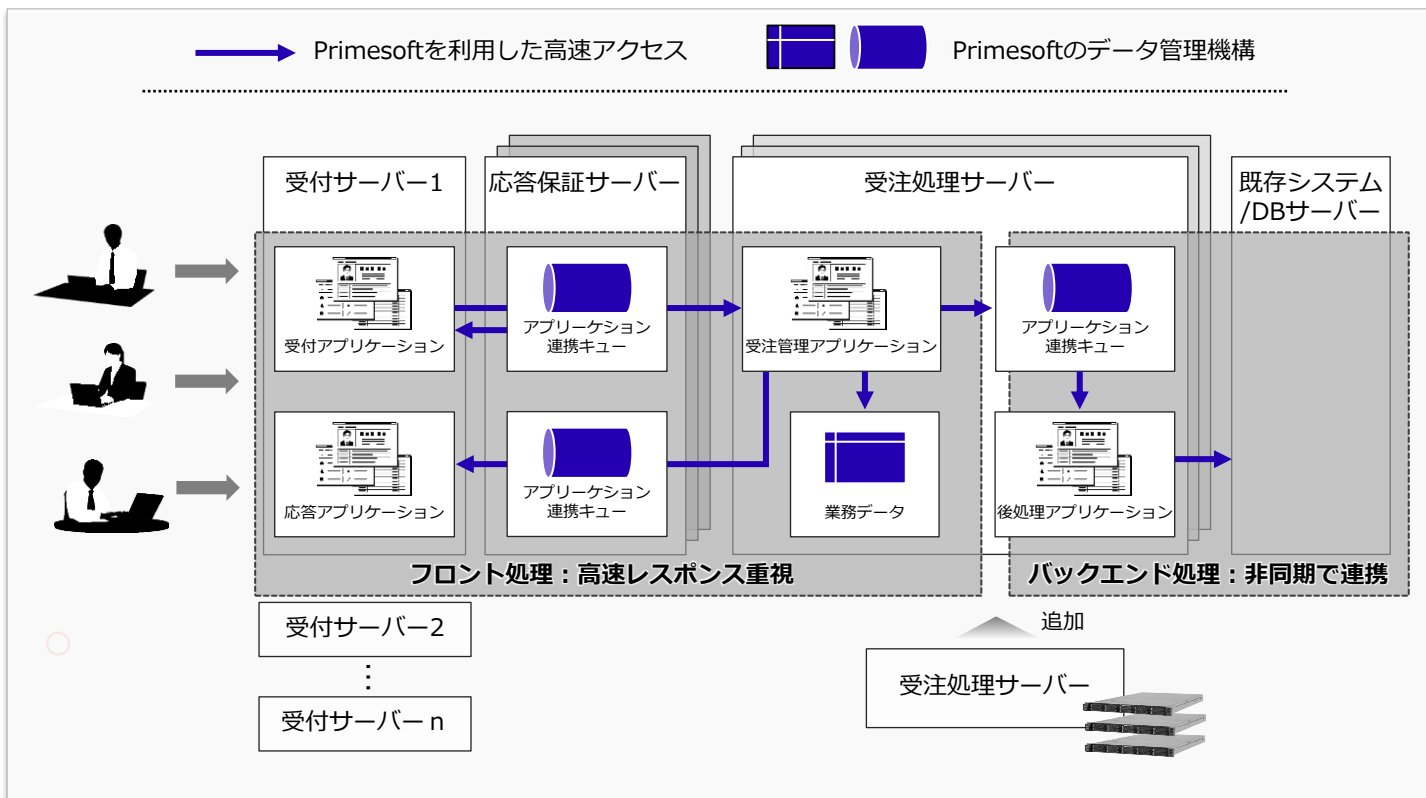 Primesoftを利用した高速アクセス
Primesoftのデータ管理機構
受付サーバー1
応答保証サーバー
受注処理サーバー
既存システム
/DBサーバー
受付アプリケーション
アプリーケション
連携キュー
受注管理アプリケーション
アプリーケション
連携キュー
応答アプリケーション
アプリーケション
連携キュー
業務データ
後処理アプリケーション
フロント処理：高速レスポンス重視
バックエンド処理：非同期で連携
受付サーバー2
⋮
受付サーバーｎ
追加
受注処理サーバー